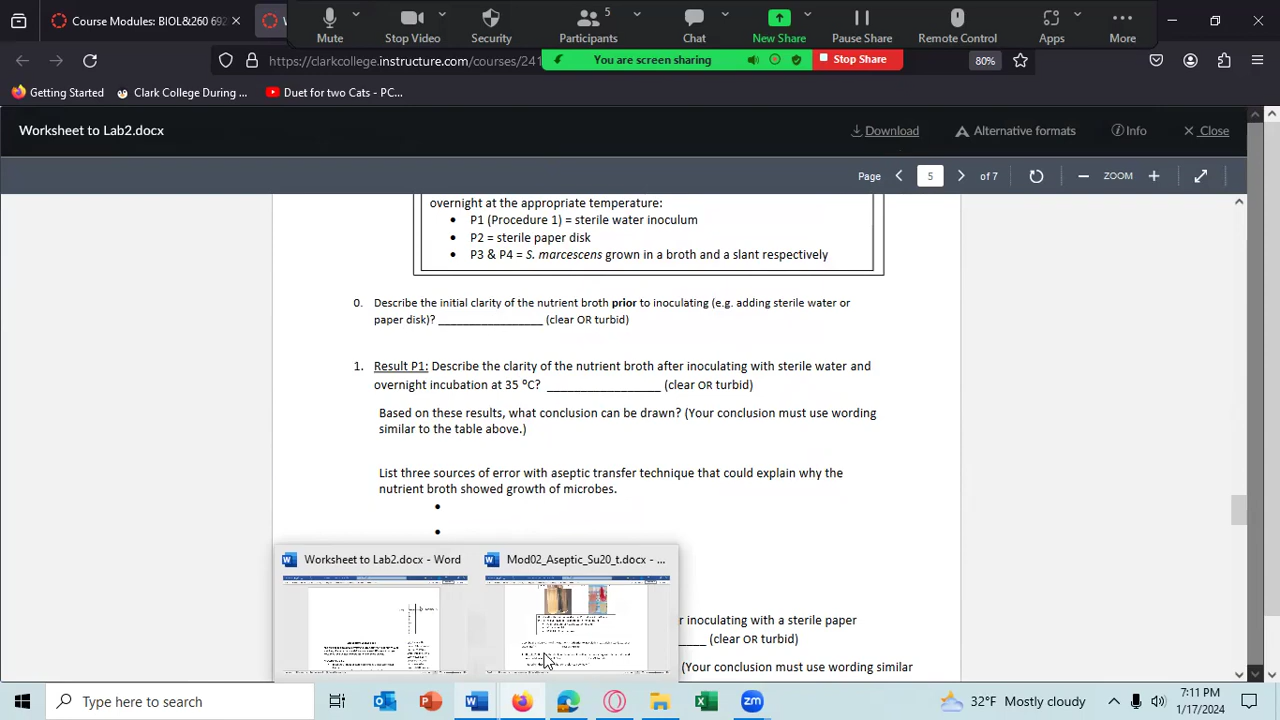 Course Modules: BIOL&260 692
Mute
Stop Video
Security
5
Participants
Chat
New Share
Pause Share
Remote Control
Apps
More
https://clarkcollege.instructure.com/courses/241
You are screen sharing
Stop Share
80%
Getting Started
Clark College During ...
Duet for two Cats - PC...
Worksheet to Lab2.docx
Download
Alternative formats
Info
Close
Page
5
of 7
ZOOM
overnight at the appropriate temperature:
• P1 (Procedure 1) = sterile water inoculum
• P2 = sterile paper disk
• P3 & P4 = S. marcescens grown in a broth and a slant respectively
0. Describe the initial clarity of the nutrient broth prior to inoculating (e.g. adding sterile water or
paper disk)? _________________ (clear OR turbid)
1. Result P1: Describe the clarity of the nutrient broth after inoculating with sterile water and
overnight incubation at 35 ºC? __________________ (clear OR turbid)
Based on these results, what conclusion can be drawn? (Your conclusion must use wording
similar to the table above.)
List three sources of error with aseptic transfer technique that could explain why the
nutrient broth showed growth of microbes.
•
•
Worksheet to Lab2.docx - Word
Mod02_Aseptic_Su20_t.docx - ...
r inoculating with a sterile paper
____ (clear OR turbid)
(Your conclusion must use wording similar
Type here to search
32°F Mostly cloudy
7:11 PM
1/17/2024